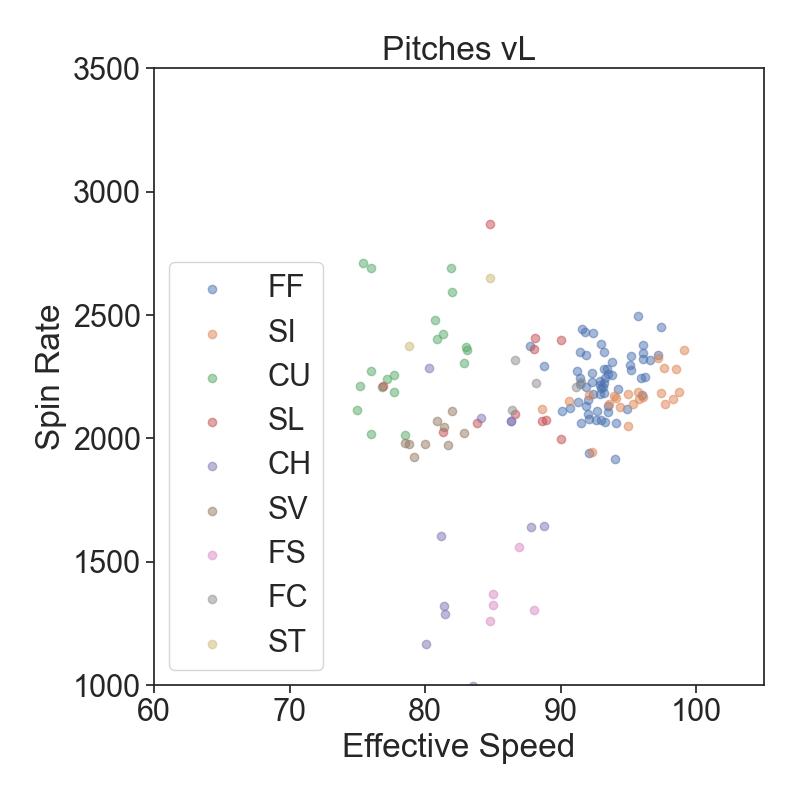 Pitches vL
3500
3000
2500
2000
1500
1000
Spin Rate
FF
SI
CU
SL
CH
SV
FS
FC
ST
60 70 80 90 100
Effective Speed